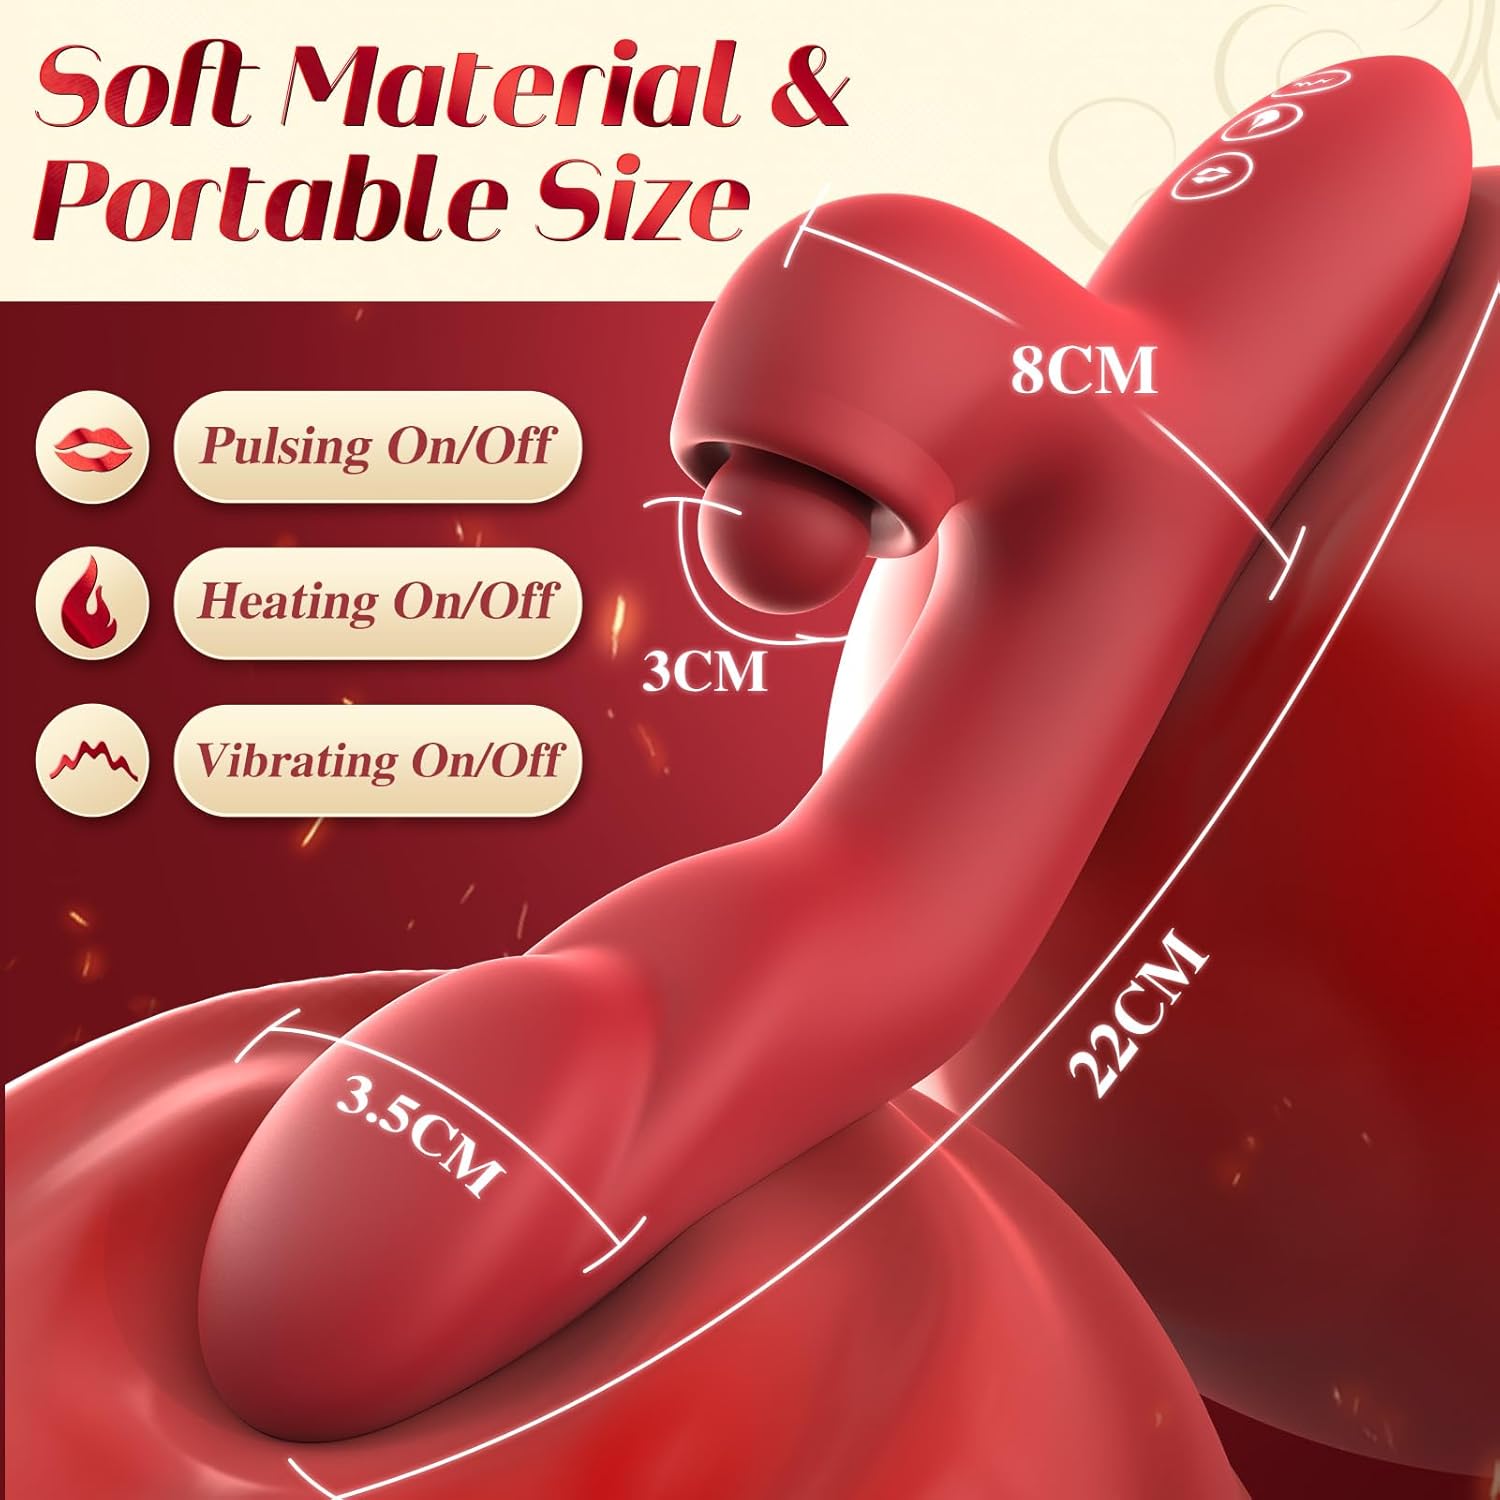 Soft Material &
Portable Size
8CM
Pulsing On/Off
Heating On/Off
3CM
Vibrating On/Off
22CM
3.5CM